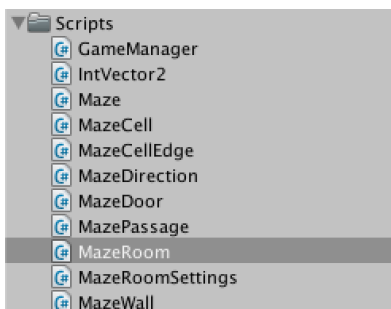 Scripts
C# GameManager
C# IntVector2
C# Maze
C# MazeCell
C# MazeCellEdge
C# MazeDirection
C# MazeDoor
C# MazePassage
C# MazeRoom
C# MazeRoomSettings
C# MazeWall